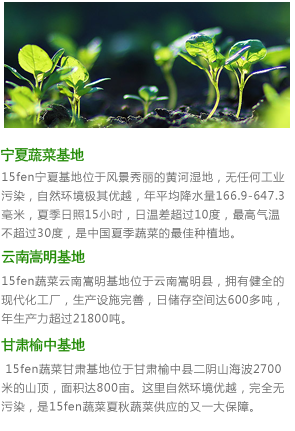 宁夏蔬菜基地
15fen宁夏基地位于风景秀丽的黄河湿地，无任何工业
污染，自然环境极其优越，年平均降水量166.9-647.3
毫米，夏季日照15小时，日温差超过10度，最高气温
不超过30度，是中国夏季蔬菜的最佳种植地。
云南嵩明基地
15fen蔬菜云南嵩明基地位于云南嵩明县，拥有健全的
现代化工厂，生产设施完善，日储存空间达600多吨，
年生产力超过21800吨。
甘肃榆中基地
15fen蔬菜甘肃基地位于甘肃榆中县二阴山海波2700
米的山顶，面积达800亩。这里自然环境优越，完全无
污染，是15fen蔬菜夏秋蔬菜供应的又一大保障。